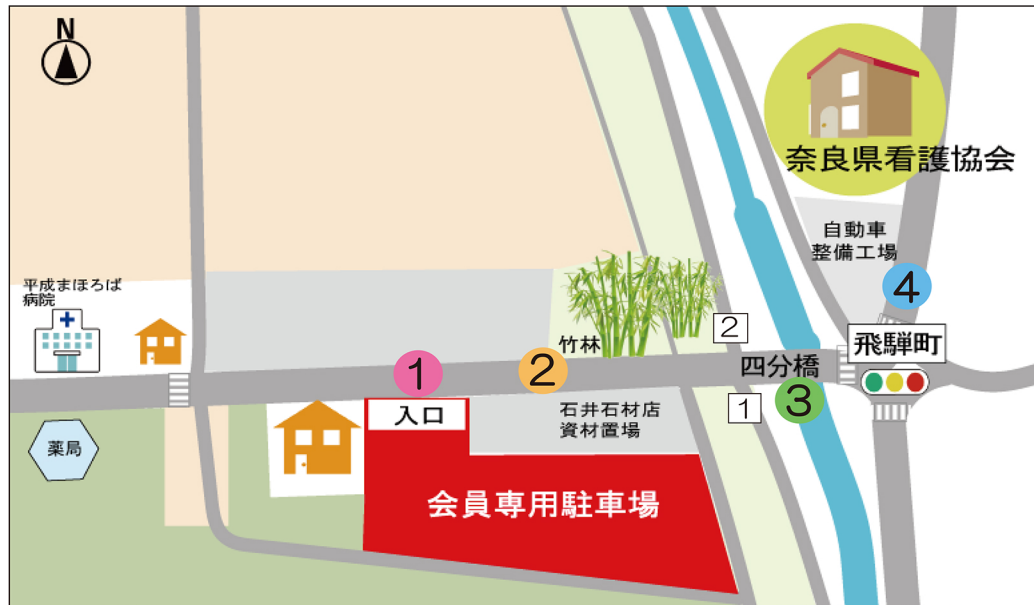 N
奈良県看護協会
自動車
整備工場
4
平成まほろば
病院
竹林
2
飛騨町
四分橋
1
2
3
入口
石井石材店
資材置場
1
薬局
会員専用駐車場